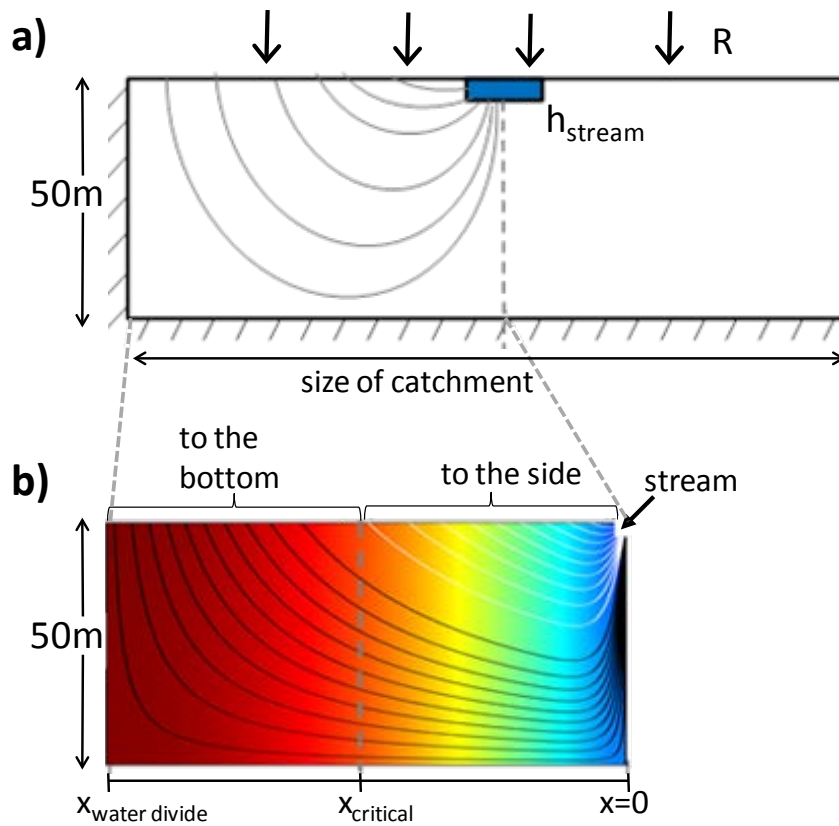 a)
R
h_stream
50m
size of catchment
b)
to the
bottom
to the side
stream
50m
x_water divide
x_critical
x=0